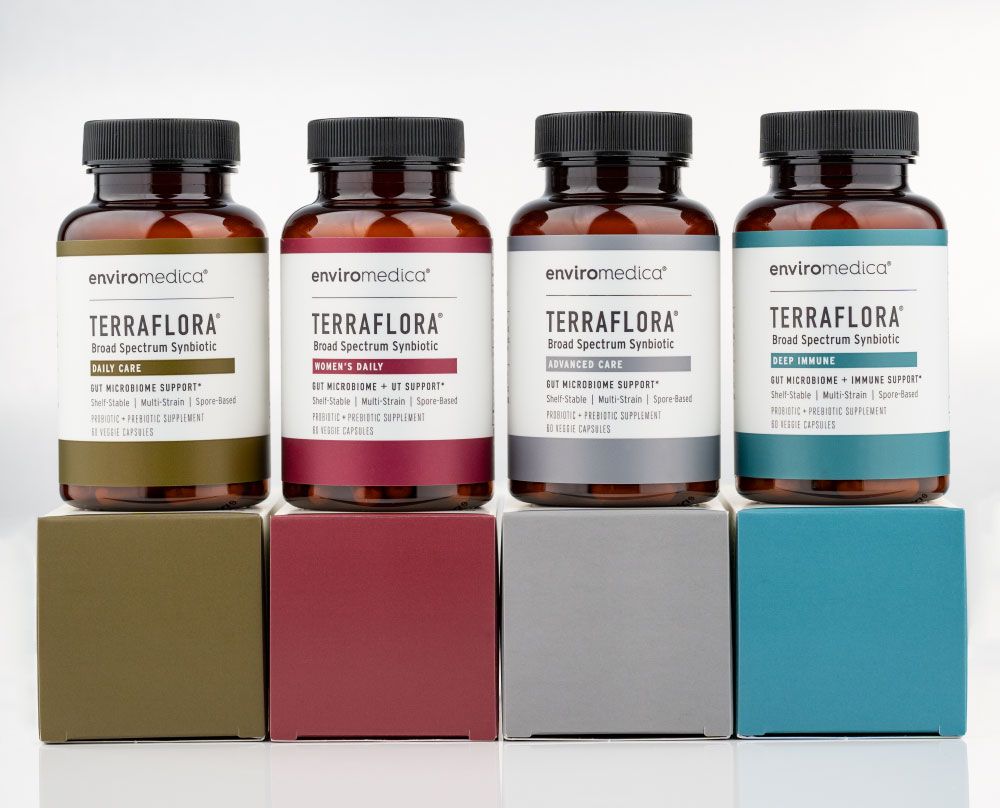 enviromedica®
TERRAFLORA®
Broad Spectrum Synbiotic
DAILY CARE
GUT MICROBIOME SUPPORT*
Shelf-Stable | Multi-Strain | Spore-Based
PROBIOTIC + PREBIOTIC SUPPLEMENT
60 VEGGIE CAPSULES
enviromedica®
TERRAFLORA®
Broad Spectrum Synbiotic
WOMEN'S DAILY
GUT MICROBIOME + UT SUPPORT*
Shelf-Stable | Multi-Strain | Spore-Based
PROBIOTIC + PREBIOTIC SUPPLEMENT
60 VEGGIE CAPSULES
enviromedica®
TERRAFLORA®
Broad Spectrum Synbiotic
ADVANCED CARE
GUT MICROBIOME SUPPORT*
Shelf-Stable | Multi-Strain | Spore-Based
PROBIOTIC + PREBIOTIC SUPPLEMENT
60 VEGGIE CAPSULES
enviromedica®
TERRAFLORA®
Broad Spectrum Synbiotic
DEEP IMMUNE
GUT MICROBIOME + IMMUNE SUPPORT*
Shelf-Stable | Multi-Strain | Spore-Based
PROBIOTIC + PREBIOTIC SUPPLEMENT
60 VEGGIE CAPSULES